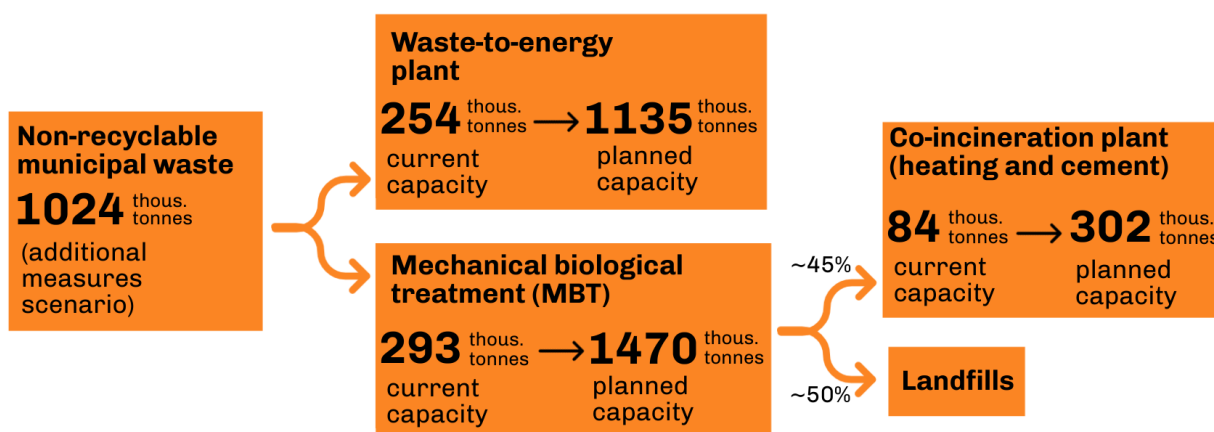 Non-recyclable
municipal waste
1024 thous. tonnes
(additional
measures
scenario)
Waste-to-energy
plant
254 thous. tonnes → 1135 thous. tonnes
current capacity planned capacity
Mechanical biological
treatment (MBT)
293 thous. tonnes → 1470 thous. tonnes
current capacity planned capacity
~45%
~50%
Co-incineration plant
(heating and cement)
84 thous. tonnes → 302 thous. tonnes
current capacity planned capacity
Landfills